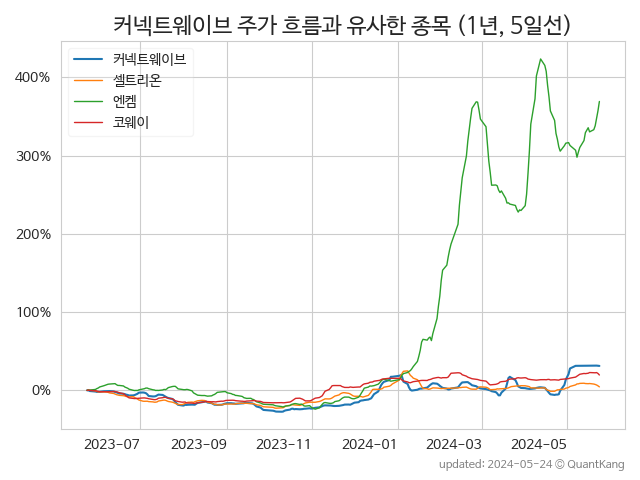 커넥트웨이브 주가 흐름과 유사한 종목 (1년, 5일선)
커넥트웨이브
셀트리온
엔켐
코웨이
400%
300%
200%
100%
0%
2023-07 2023-09 2023-11 2024-01 2024-03 2024-05
updated: 2024-05-24 © QuantKang